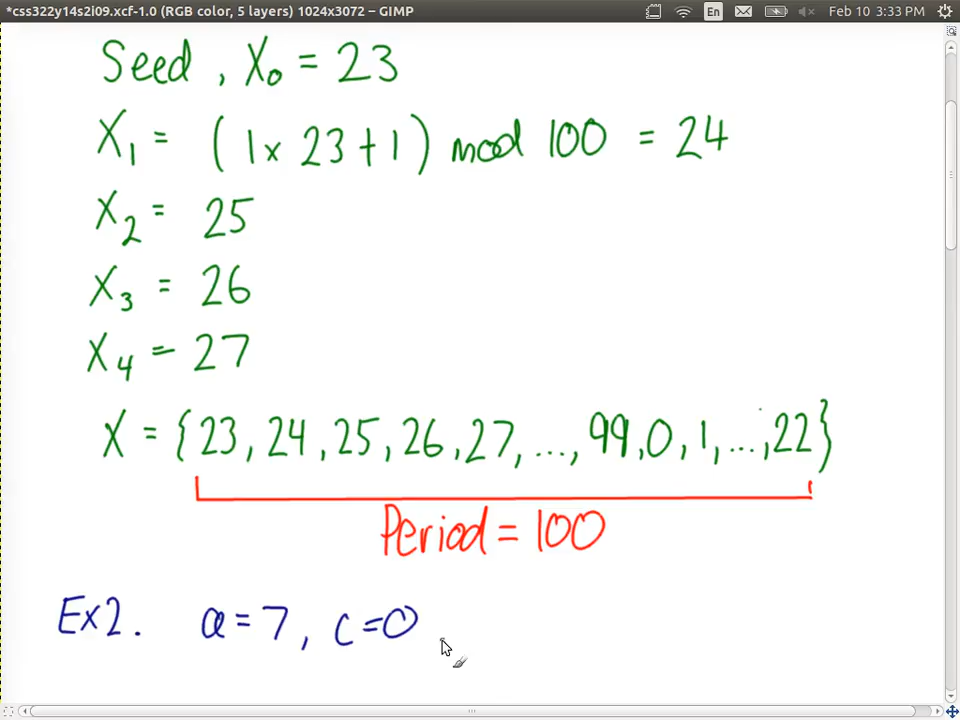 *css322y14s2i09.xcf-1.0 (RGB color, 5 layers) 1024x3072 – GIMP En Feb 10 3:33 PM
Seed , X₀ = 23
X₁ = (1 x 23 + 1) mod 100 = 24
X₂ = 25
X₃ = 26
X₄ = 27
X = {23, 24, 25, 26, 27, ..., 99, 0, 1, ..., 22}
Period = 100
Ex2. a = 7, c = 0